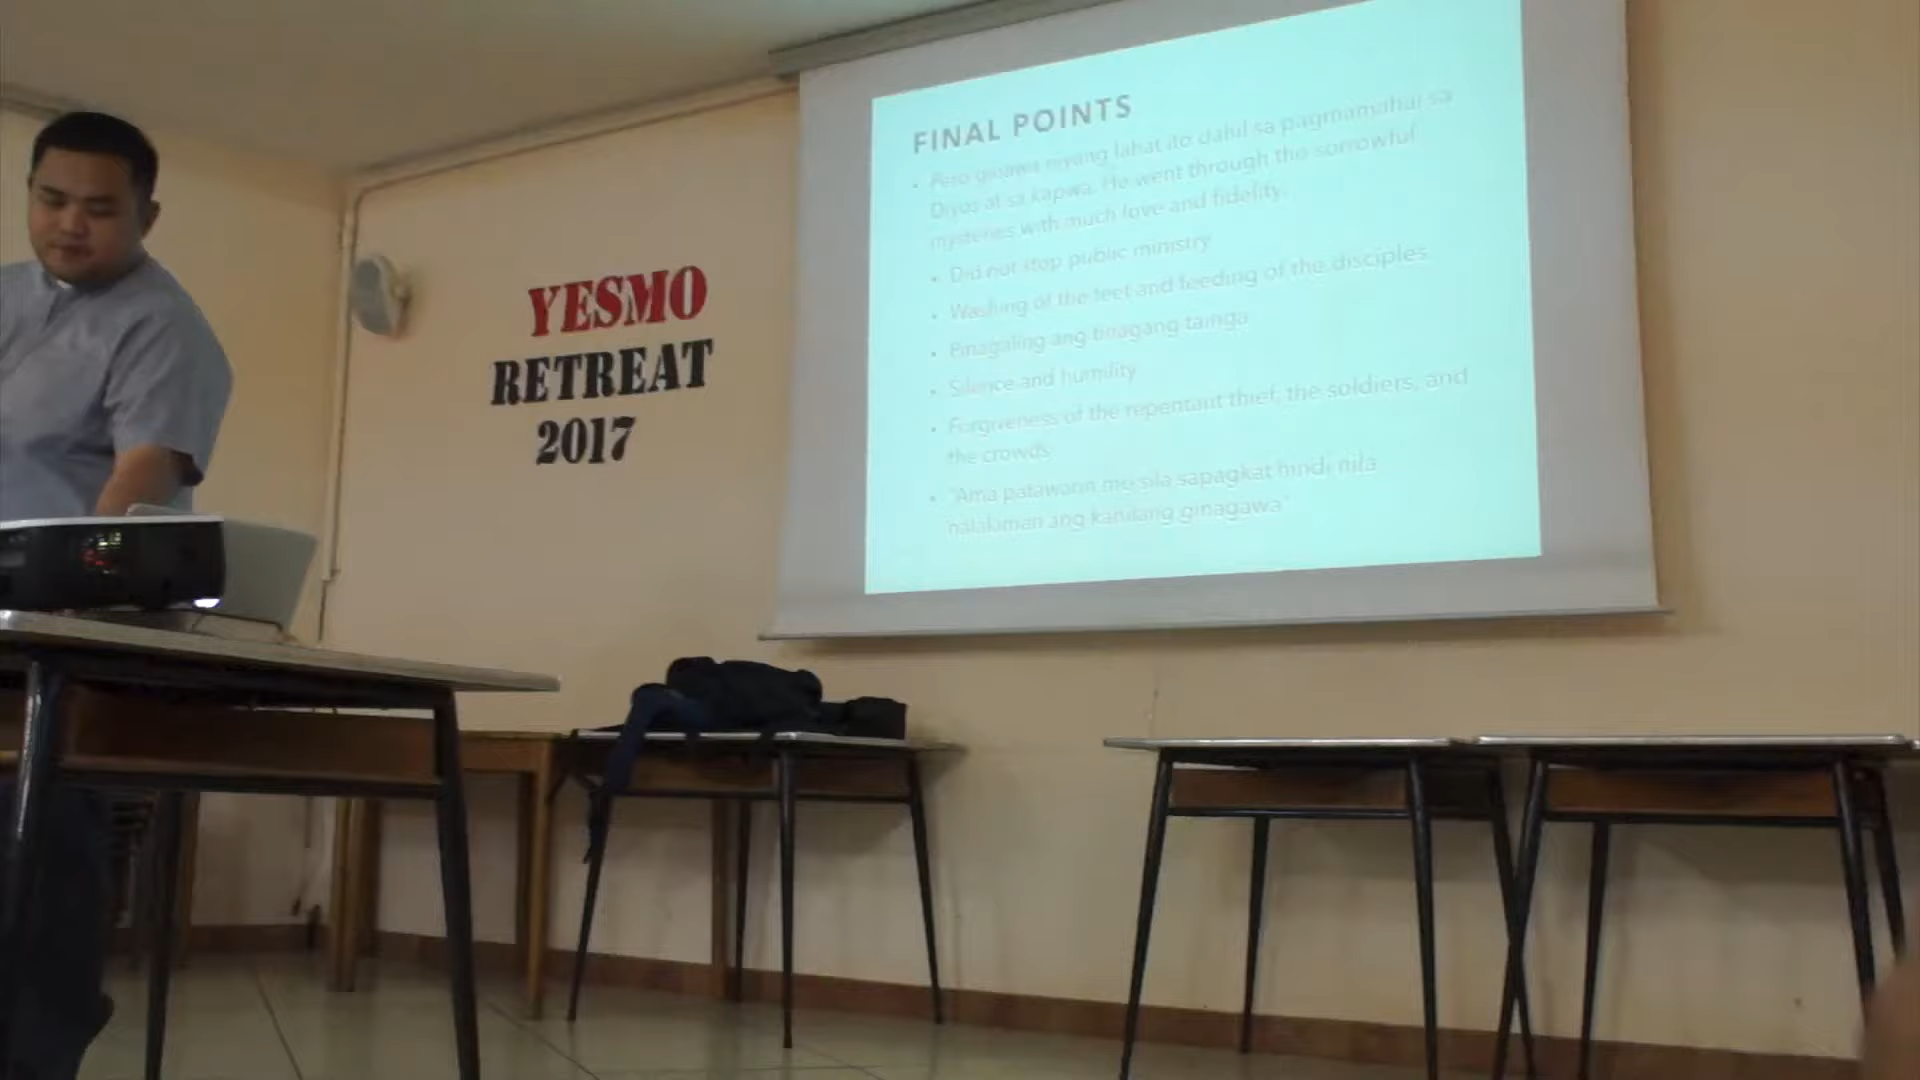 YESMO
RETREAT
2017
FINAL POINTS
• Pero ginawa niyang lahat ito dahil sa pagmamahal sa
Diyos at sa kapwa. He went through the sorrowful
mysteries with much love and fidelity.
• Did not stop public ministry
• Washing of the feet and feeding of the disciples
• Pinagaling ang tinagang tainga
• Silence and humility
• Forgiveness of the repentant thief, the soldiers, and
the crowds
• "Ama patawarin mo sila sapagkat hindi nila
nalalaman ang kanilang ginagawa"